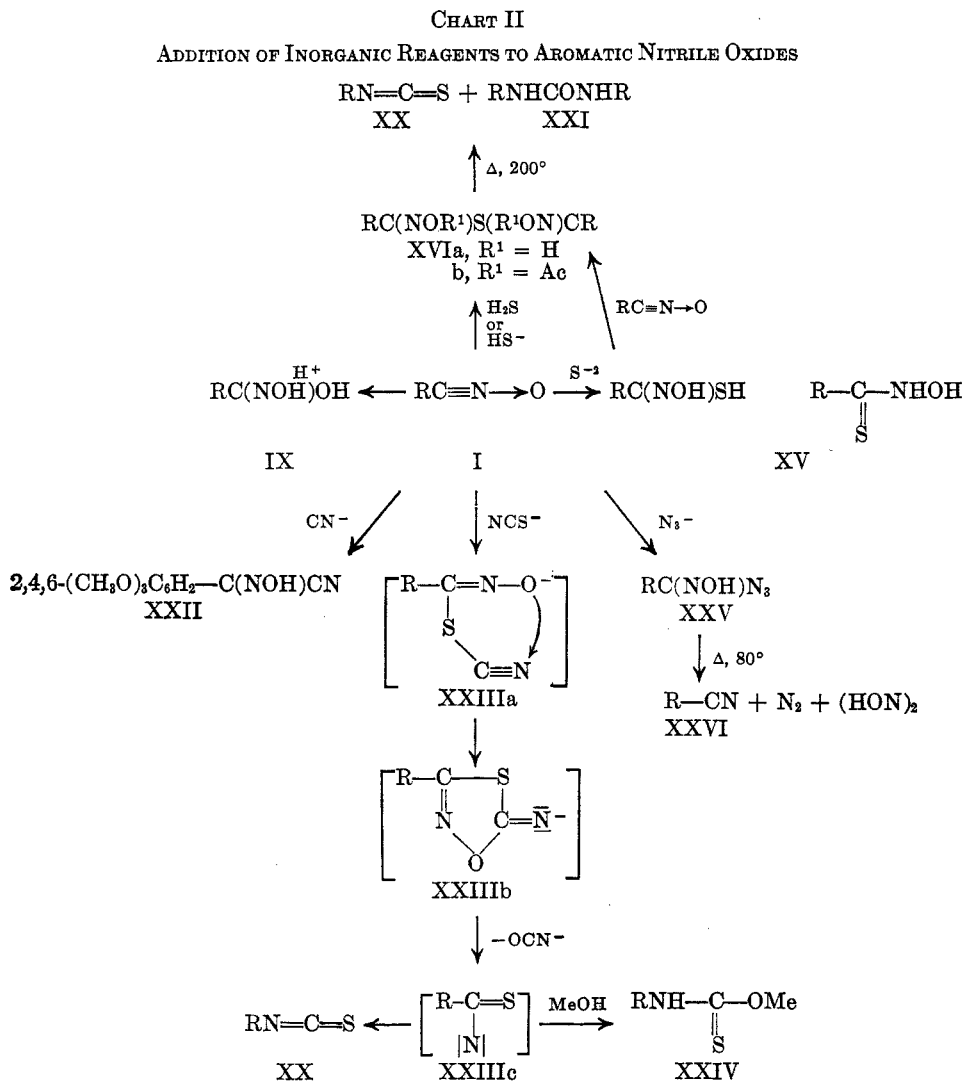 CHART II
ADDITION OF INORGANIC REAGENTS TO AROMATIC NITRILE OXIDES
RN=C=S + RNHCONHR
XX XXI
Δ, 200°
RC(NOR¹)S(R¹ON)CR
XVIa, R¹ = H
b, R¹ = Ac
H₂S
or
HS⁻
RC≡N→O
RC(NOH)OH H⁺ ← RC≡N→O S⁻² → RC(NOH)SH R—C—NHOH
S
IX I XV
CN⁻ NCS⁻ N₃⁻
2,4,6-(CH₃O)₃C₆H₂—C(NOH)CN
XXII
R—C=N—O⁻
S
C≡N
XXIIIa
RC(NOH)N₃
XXV
Δ, 80°
R—CN + N₂ + (HON)₂
XXVI
R—C—S
N C=N̲̅⁻
O
XXIIIb
—OCN⁻
RN=C=S ← R—C=S MeOH → RNH—C—OMe
|N| S
XX XXIIIc XXIV